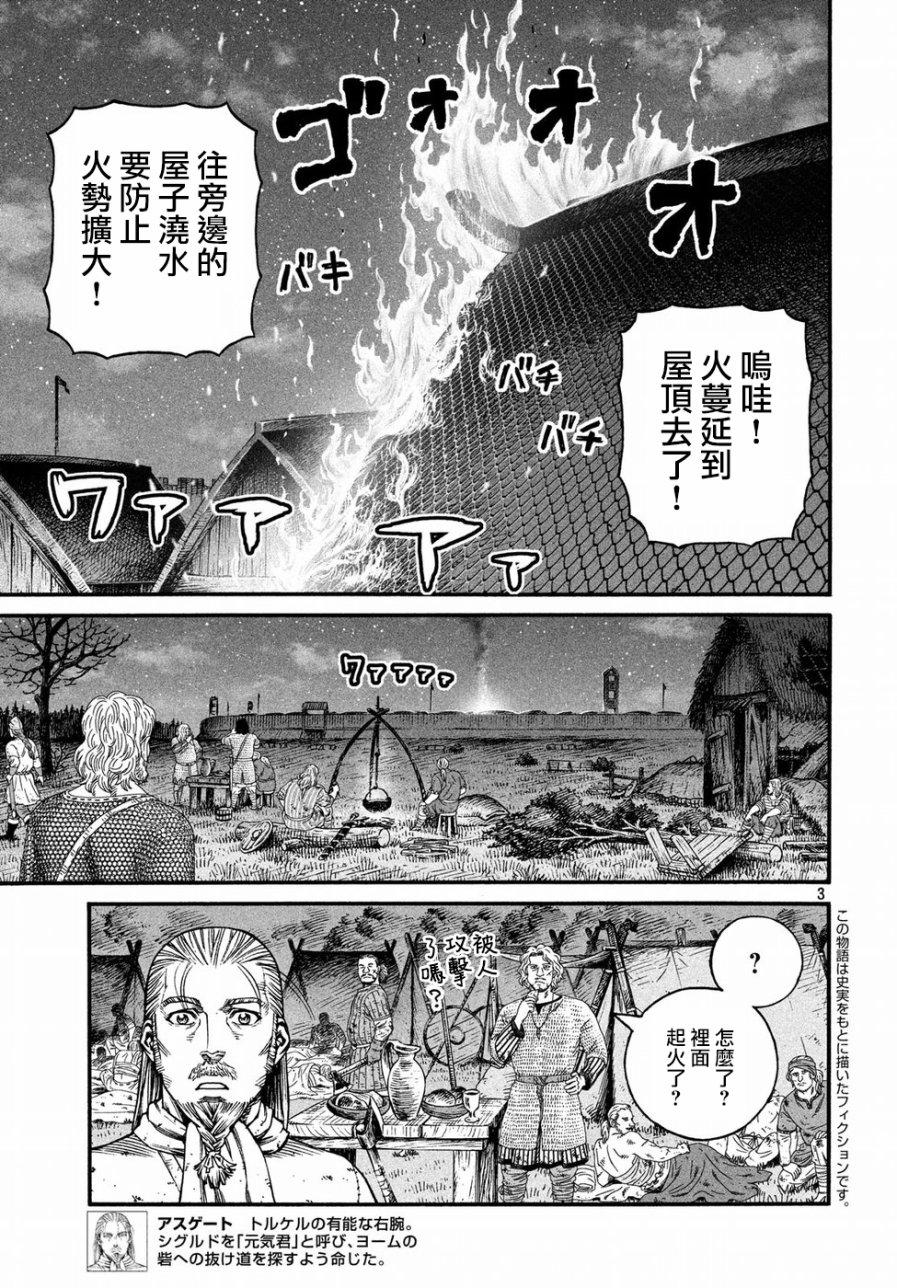 嗚哇！
火蔓延到
屋頂去了！
往旁邊的
屋子澆水
要防止
火勢擴大！
ゴォオオ
バキ
バチ
バチ
ワァアァァ
ワァァァァァ
3
？
怎麼了？
裡面
起火了？
被人
攻擊
了嗎？
この物語は史実をもとに描いたフィクションです。
アスゲート　トルケルの有能な右腕。
シグルドを「元気君」と呼び、ヨームの
砦への抜け道を探すよう命じた。